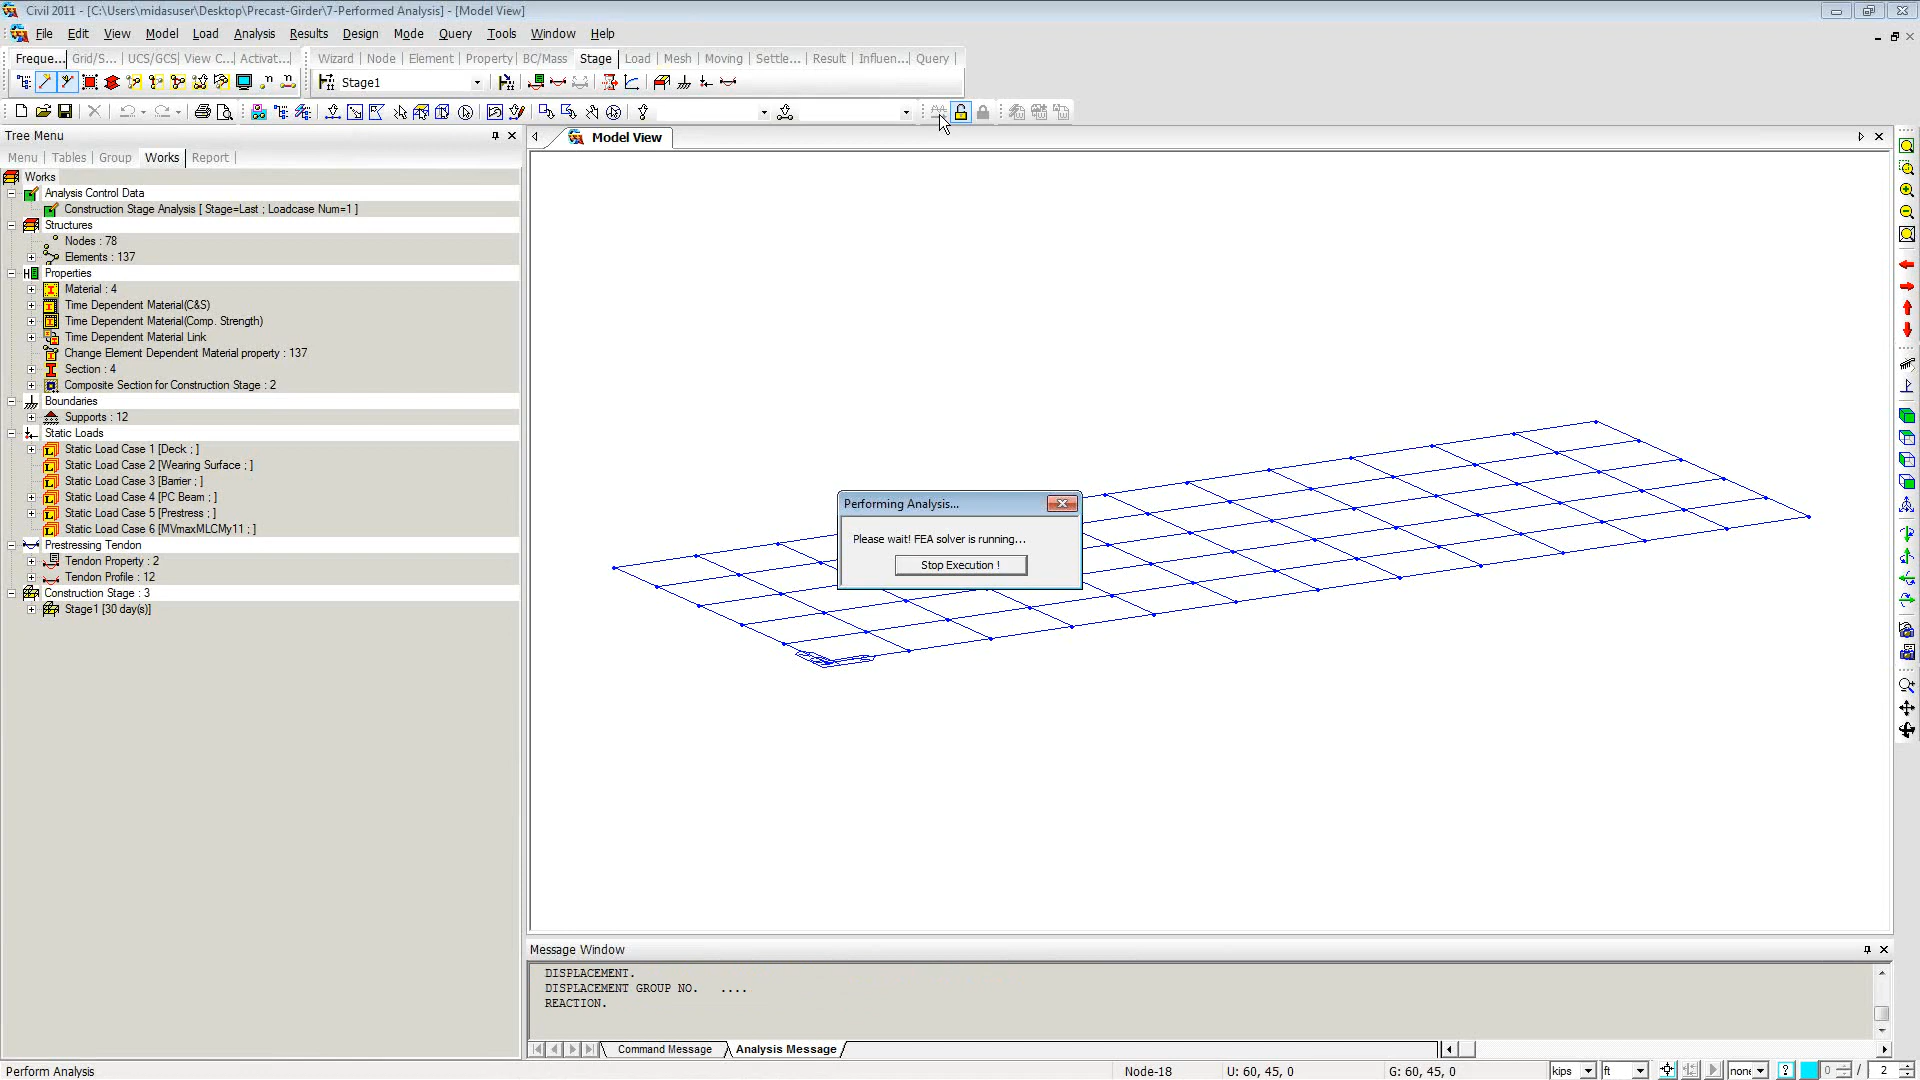 Civil 2011 - [C:\Users\midasuser\Desktop\Precast-Girder\7-Performed Analysis] - [Model View]
File Edit View Model Load Analysis Results Design Mode Query Tools Window Help
Freque... Grid/S... UCS/GCS View C... Activat... Wizard Node Element Property BC/Mass Stage Load Mesh Moving Settle... Result Influen... Query
Stage1
Tree Menu
Model View
Menu Tables Group Works Report
Works
Analysis Control Data
Construction Stage Analysis [ Stage=Last ; Loadcase Num=1 ]
Structures
Nodes : 78
Elements : 137
Properties
Material : 4
Time Dependent Material(C&S)
Time Dependent Material(Comp. Strength)
Time Dependent Material Link
Change Element Dependent Material property : 137
Section : 4
Composite Section for Construction Stage : 2
Boundaries
Supports : 12
Static Loads
Static Load Case 1 [Deck ; ]
Static Load Case 2 [Wearing Surface ; ]
Static Load Case 3 [Barrier ; ]
Static Load Case 4 [PC Beam ; ]
Static Load Case 5 [Prestress ; ]
Static Load Case 6 [MVmaxMLCMy11 ; ]
Prestressing Tendon
Tendon Property : 2
Tendon Profile : 12
Construction Stage : 3
Stage1 [30 day(s)]
Performing Analysis...
Please wait! FEA solver is running...
Stop Execution !
Message Window
DISPLACEMENT.
DISPLACEMENT GROUP NO. ....
REACTION.
Command Message Analysis Message
Perform Analysis Node-18 U: 60, 45, 0 G: 60, 45, 0 kips ft none ? 0 / 2